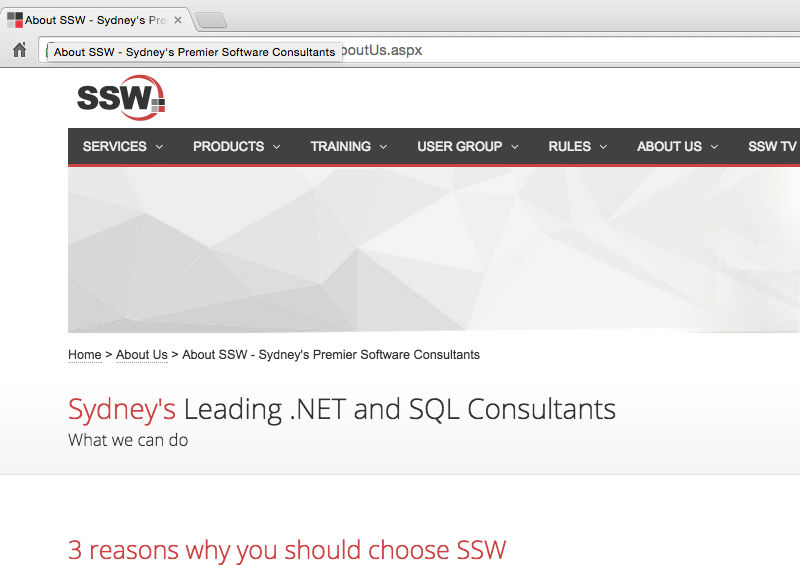 About SSW - Sydney's Pre
About SSW - Sydney's Premier Software Consultants
boutUs.aspx
SSW
SERVICES PRODUCTS TRAINING USER GROUP RULES ABOUT US SSW TV
Home > About Us > About SSW - Sydney's Premier Software Consultants
Sydney's Leading .NET and SQL Consultants
What we can do
3 reasons why you should choose SSW